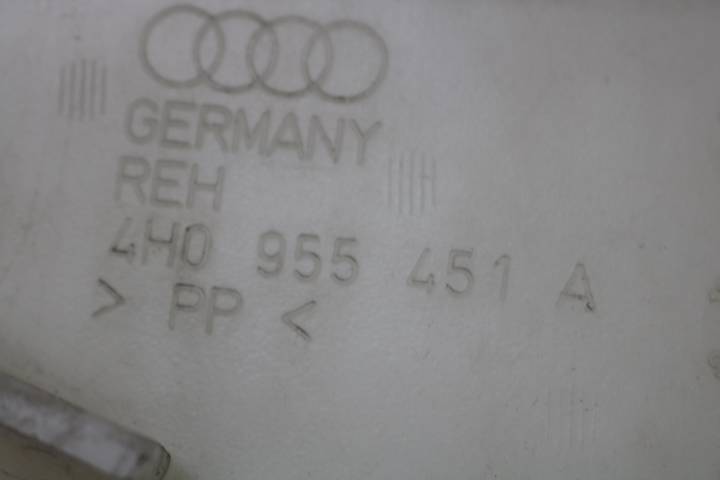 GERMANY
REH
4H0 955 451 A
> PP <